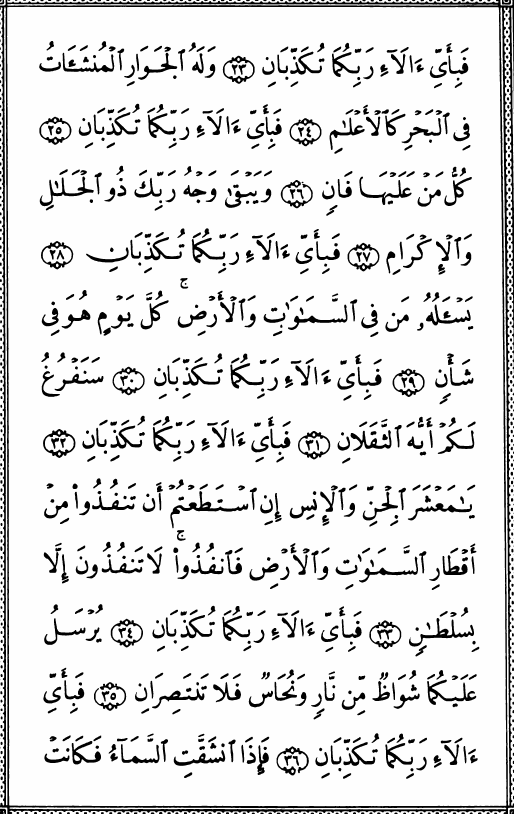 فَبِأَيِّ ءَالَآءِ رَبِّكُمَا تُكَذِّبَانِ ٢٣ وَلَهُ ٱلْجَوَارِ ٱلْمُنشَـَٔاتُ
فِى ٱلْبَحْرِ كَٱلْأَعْلَٰمِ ٢٤ فَبِأَيِّ ءَالَآءِ رَبِّكُمَا تُكَذِّبَانِ ٢٥
كُلُّ مَنْ عَلَيْهَا فَانٍ ٢٦ وَيَبْقَىٰ وَجْهُ رَبِّكَ ذُو ٱلْجَلَٰلِ
وَٱلْإِكْرَامِ ٢٧ فَبِأَيِّ ءَالَآءِ رَبِّكُمَا تُكَذِّبَانِ ٢٨
يَسْـَٔلُهُۥ مَن فِى ٱلسَّمَٰوَٰتِ وَٱلْأَرْضِ ۚ كُلَّ يَوْمٍ هُوَ فِى
شَأْنٍ ٢٩ فَبِأَيِّ ءَالَآءِ رَبِّكُمَا تُكَذِّبَانِ ٣٠ سَنَفْرُغُ
لَكُمْ أَيُّهَ ٱلثَّقَلَانِ ٣١ فَبِأَيِّ ءَالَآءِ رَبِّكُمَا تُكَذِّبَانِ ٣٢
يَٰمَعْشَرَ ٱلْجِنِّ وَٱلْإِنسِ إِنِ ٱسْتَطَعْتُمْ أَن تَنفُذُوا۟ مِنْ
أَقْطَارِ ٱلسَّمَٰوَٰتِ وَٱلْأَرْضِ فَٱنفُذُوا۟ ۚ لَا تَنفُذُونَ إِلَّا
بِسُلْطَٰنٍ ٣٣ فَبِأَيِّ ءَالَآءِ رَبِّكُمَا تُكَذِّبَانِ ٣٤ يُرْسَلُ
عَلَيْكُمَا شُوَاظٌ مِّن نَّارٍ وَنُحَاسٌ فَلَا تَنتَصِرَانِ ٣٥ فَبِأَيِّ
ءَالَآءِ رَبِّكُمَا تُكَذِّبَانِ ٣٦ فَإِذَا ٱنشَقَّتِ ٱلسَّمَآءُ فَكَانَتْ